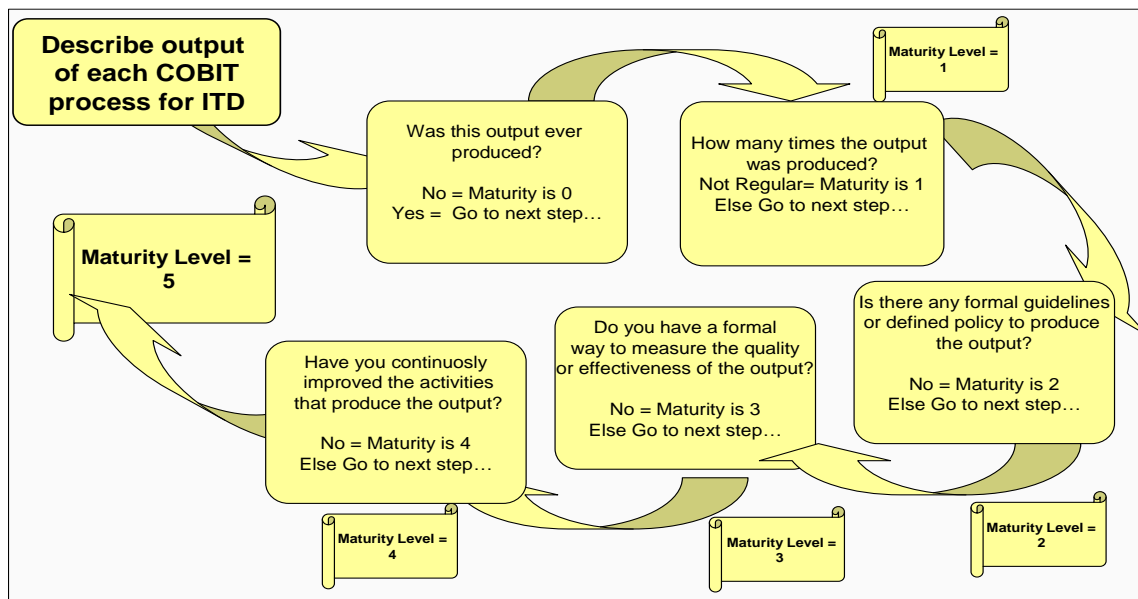 Describe output
of each COBIT
process for ITD
Was this output ever
produced?
No = Maturity is 0
Yes =  Go to next step…
Maturity Level =
1
How many times the output
was produced?
Not Regular= Maturity is 1
Else Go to next step…
Is there any formal guidelines
or defined policy to produce
the output?
No = Maturity is 2
Else Go to next step…
Maturity Level =
2
Do you have a formal
way to measure the quality
or effectiveness of the output?
No = Maturity is 3
Else Go to next step…
Maturity Level =
3
Have you continuosly
improved the activities
that produce the output?
No = Maturity is 4
Else Go to next step…
Maturity Level =
4
Maturity Level =
5